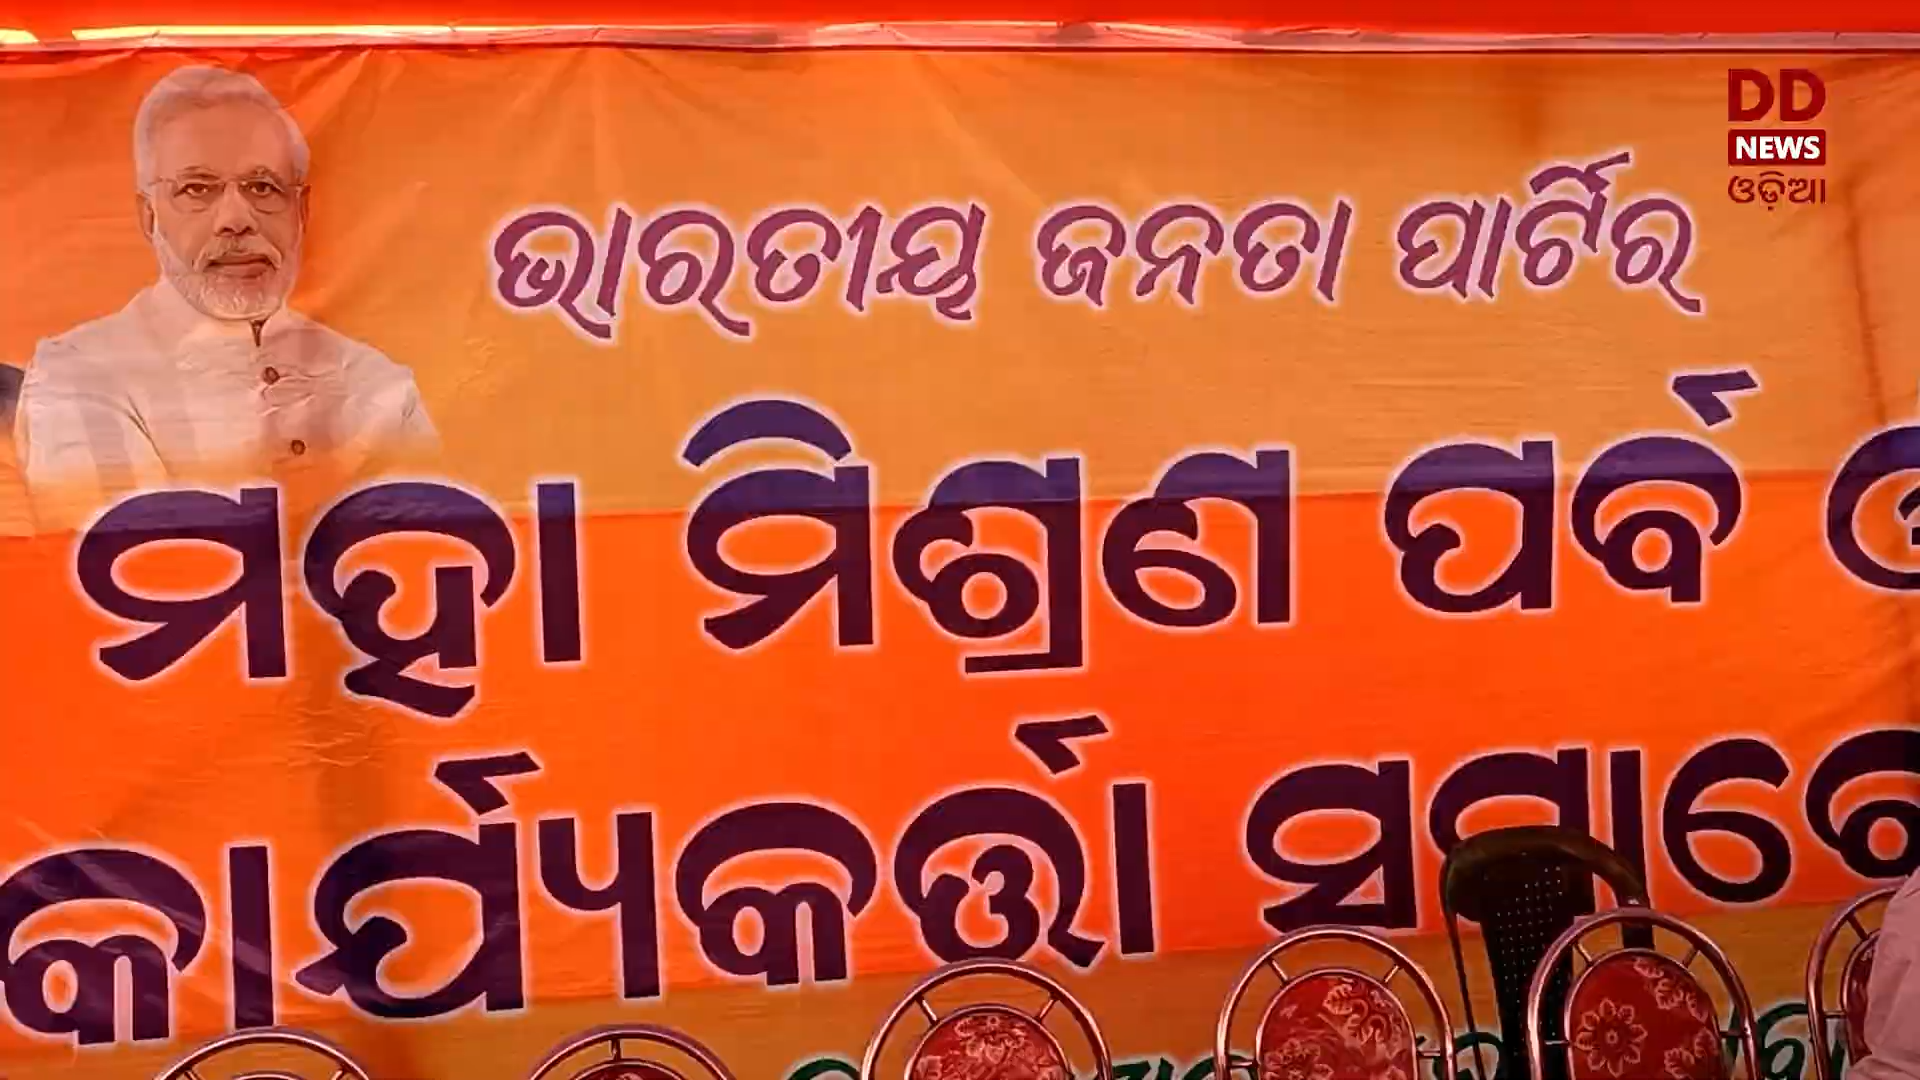 DD
NEWS
ଓଡ଼ିଆ
ଭାରତୀୟ ଜନତା ପାର୍ଟିର
ମହା ମିଶ୍ରଣ ପର୍ବ
କାର୍ଯ୍ୟକର୍ତ୍ତା